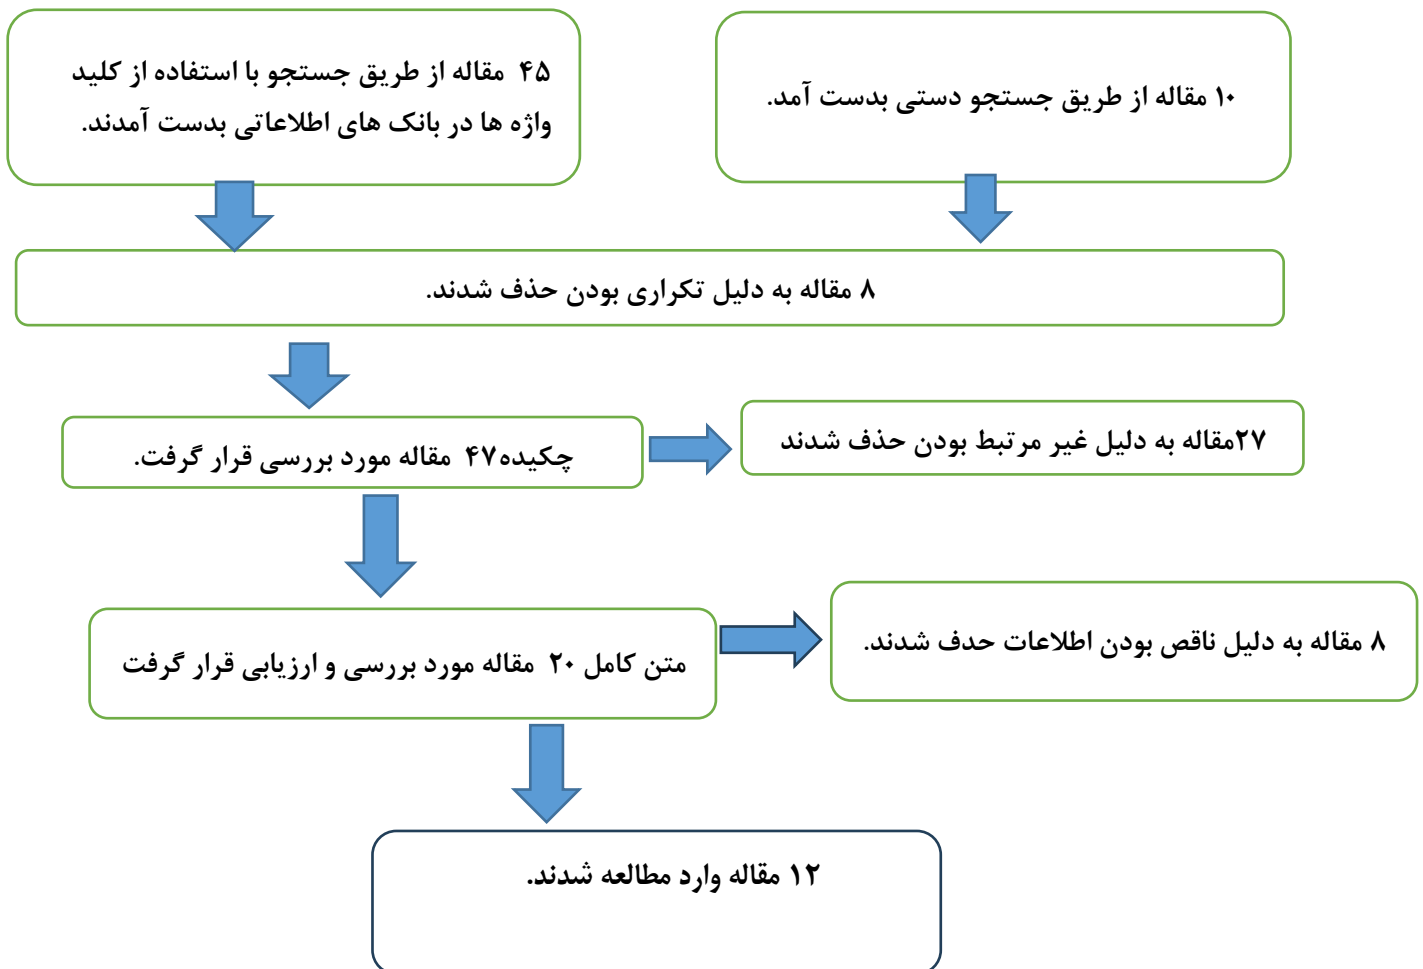 ۱۰ مقاله از طریق جستجو دستی بدست آمد.
۴۵ مقاله از طریق جستجو با استفاده از کلید
واژه ها در بانک های اطلاعاتی بدست آمدند.
۸ مقاله به دلیل تکراری بودن حذف شدند.
چکیده۴۷ مقاله مورد بررسی قرار گرفت.
۲۷مقاله به دلیل غیر مرتبط بودن حذف شدند
متن کامل ۲۰ مقاله مورد بررسی و ارزیابی قرار گرفت
۸ مقاله به دلیل ناقص بودن اطلاعات حدف شدند.
۱۲ مقاله وارد مطالعه شدند.